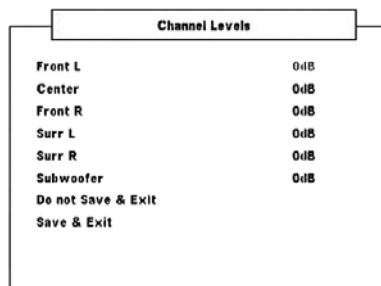 Channel Levels
Front L 0dB
Center 0dB
Front R 0dB
Surr L 0dB
Surr R 0dB
Subwoofer 0dB
Do not Save & Exit
Save & Exit